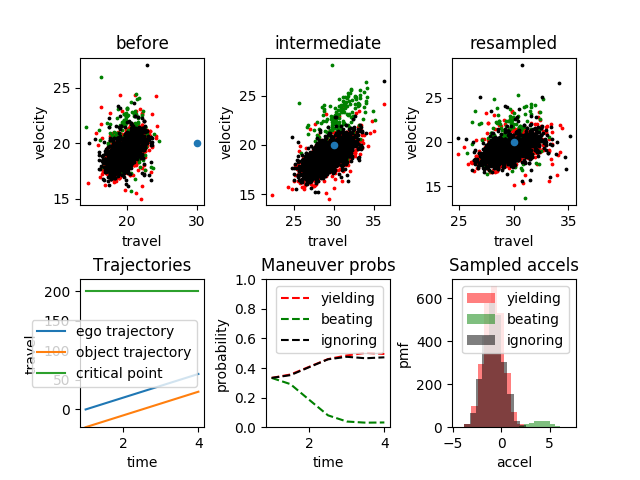 before
intermediate
resampled
velocity
25
20
15
20
30
travel
velocity
25
20
15
25
30
35
travel
velocity
25
20
15
25
30
35
travel
Trajectories
Maneuver probs
Sampled accels
travel
200
150
100
50
0
ego trajectory
object trajectory
critical point
2
4
time
probability
1.0
0.8
0.6
0.4
0.2
0.0
yielding
beating
ignoring
2
4
time
pmf
600
400
200
0
yielding
beating
ignoring
−5
0
5
accel